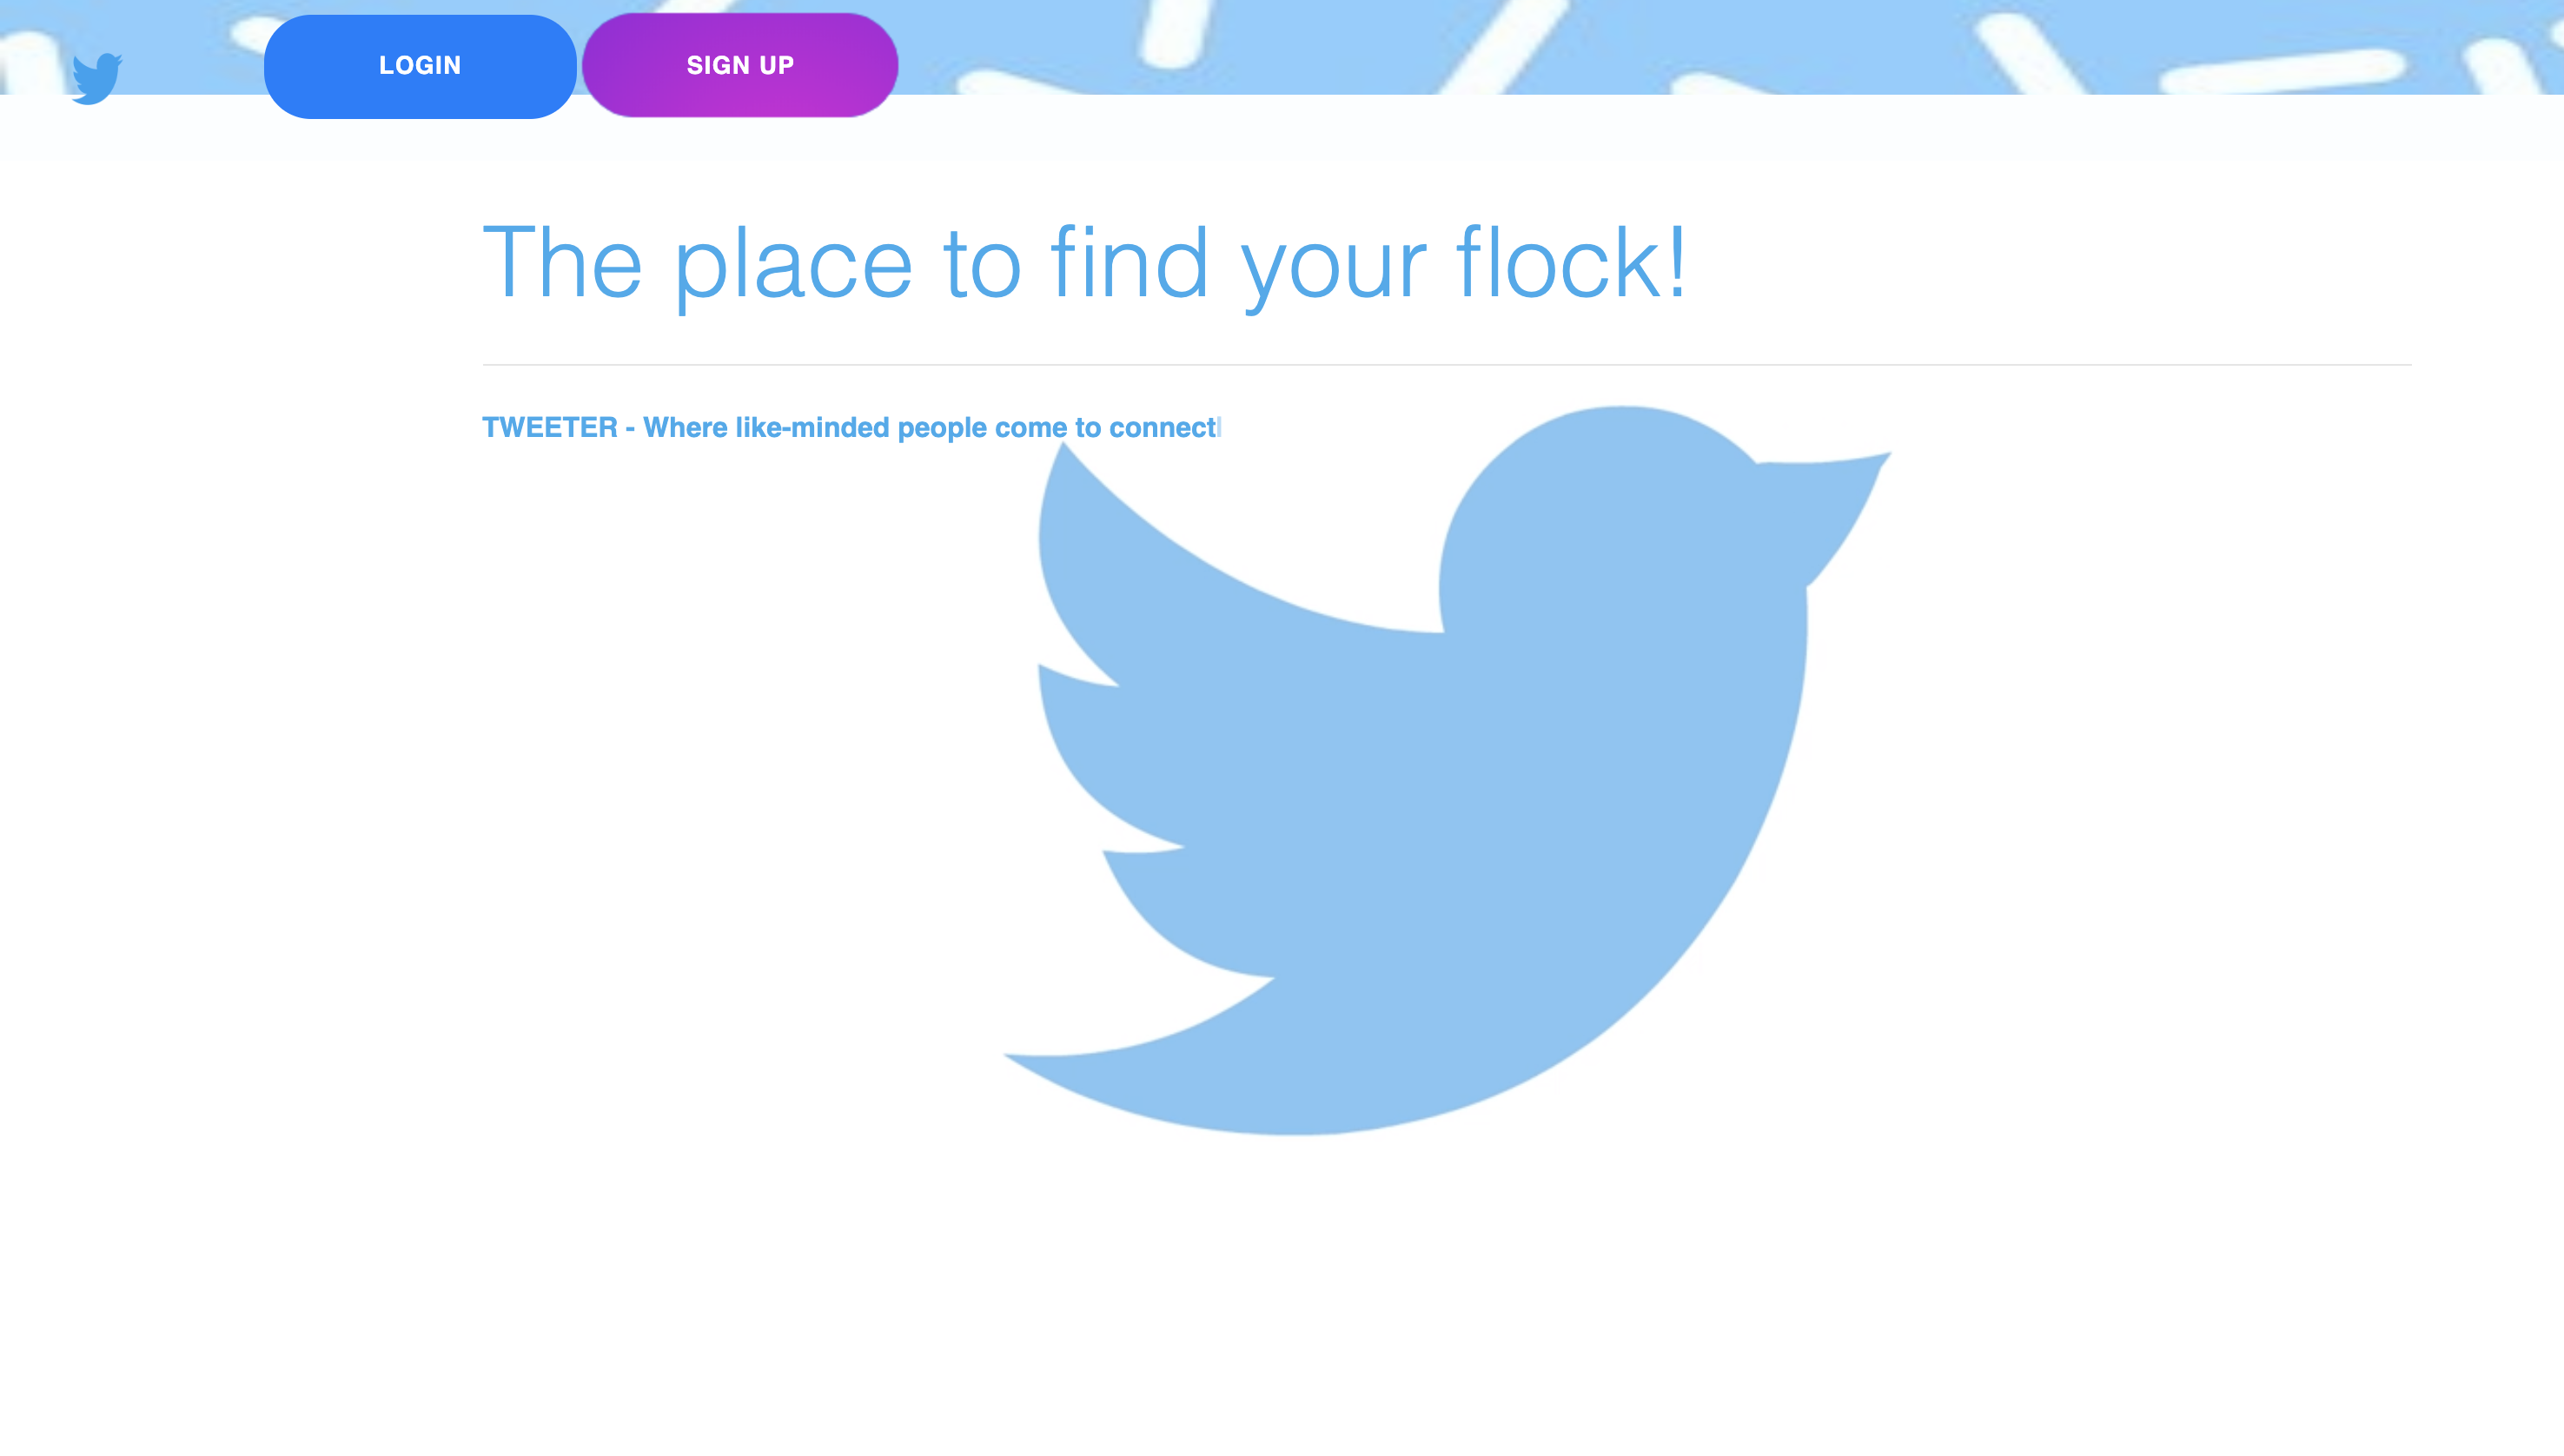 LOGIN
SIGN UP
The place to find your flock!
TWEETER - Where like-minded people come to connect